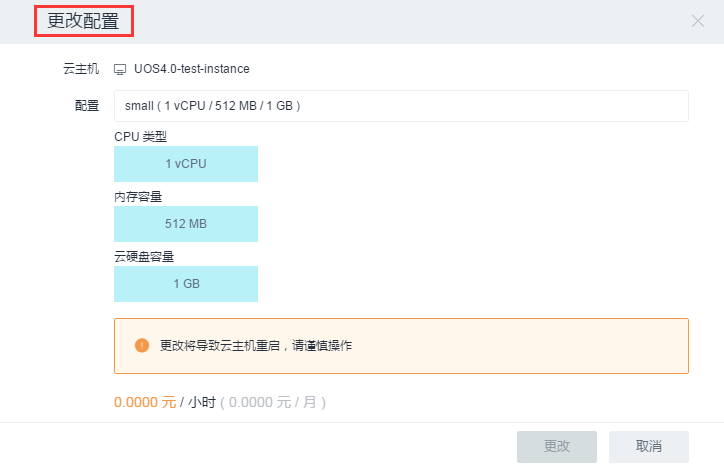 更改配置
云主机 UOS4.0-test-instance
配置 small ( 1 vCPU / 512 MB / 1 GB )
CPU 类型
1 vCPU
内存容量
512 MB
云硬盘容量
1 GB
更改将导致云主机重启，请谨慎操作
0.0000 元 / 小时 ( 0.0000 元 / 月 )
更改 取消